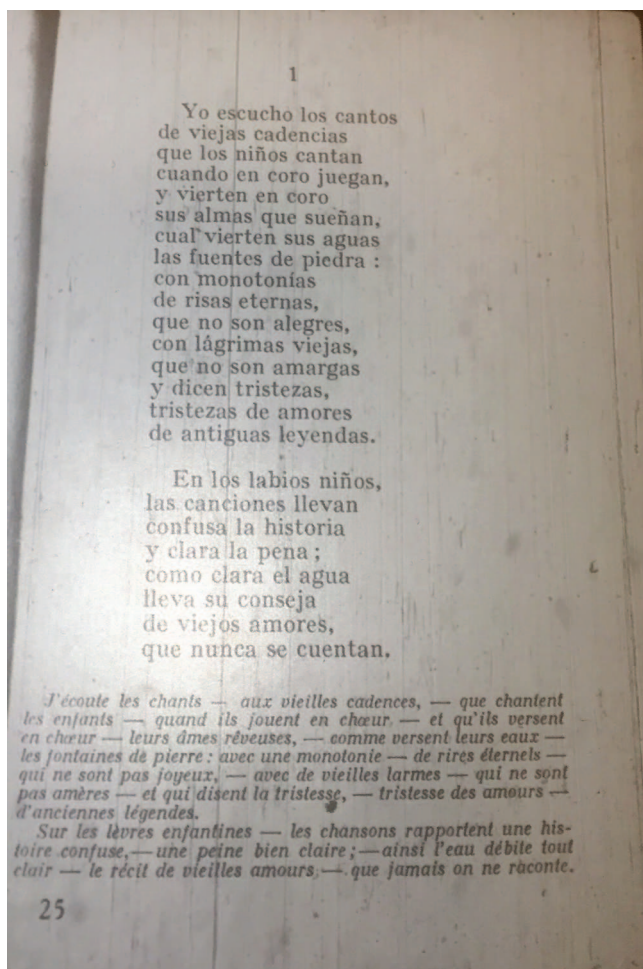 1
Yo escucho los cantos
de viejas cadencias
que los niños cantan
cuando en coro juegan,
y vierten en coro
sus almas que sueñan,
cual vierten sus aguas
las fuentes de piedra :
con monotonías
de risas eternas,
que no son alegres,
con lágrimas viejas,
que no son amargas
y dicen tristezas,
tristezas de amores
de antiguas leyendas.
En los labios niños,
las canciones llevan
confusa la historia
y clara la pena ;
como clara el agua
lleva su conseja
de viejos amores,
que nunca se cuentan.
J'écoute les chants — aux vieilles cadences, — que chantent
les enfants — quand ils jouent en chœur — et qu'ils versent
en chœur — leurs âmes rêveuses, — comme versent leurs eaux —
les fontaines de pierre : avec une monotonie — de rires éternels —
qui ne sont pas joyeux, — avec de vieilles larmes — qui ne sont
pas amères — et qui disent la tristesse, — tristesse des amours —
d'anciennes légendes.
Sur les lèvres enfantines — les chansons rapportent une his-
toire confuse, — une peine bien claire ; — ainsi l'eau débite tout
clair — le récit de vieilles amours, — que jamais on ne raconte.
25